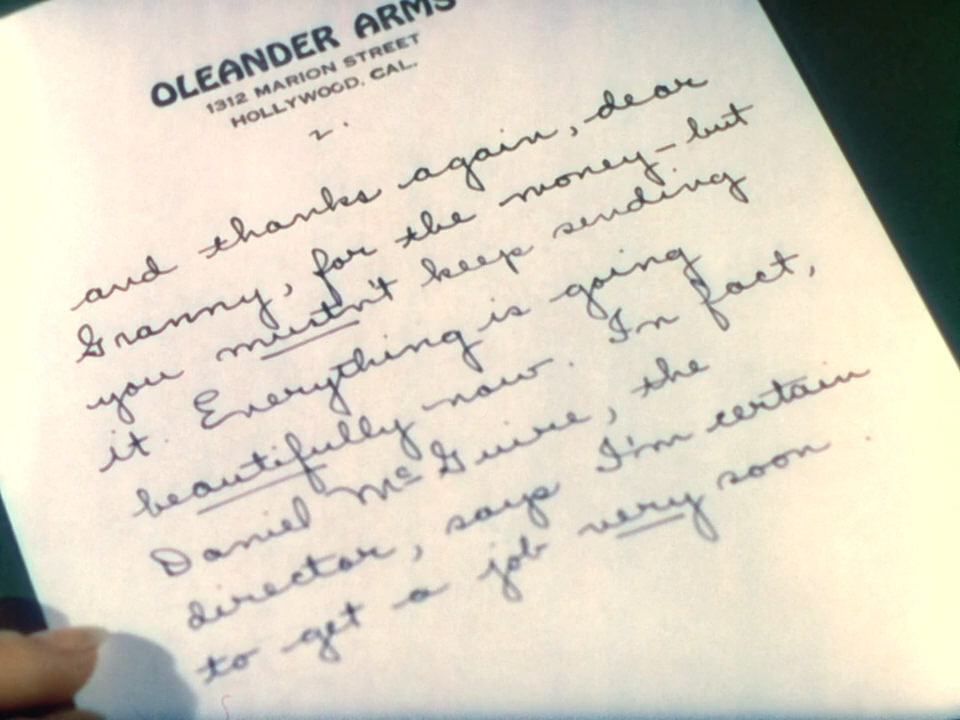 OLEANDER ARMS
1312 MARION STREET
HOLLYWOOD, CAL.
2.
and thanks again, dear
Granny, for the money - but
you mustn't keep sending
it. Everything is going
beautifully now. In fact,
Daniel McGuire, the
director, says I'm certain
to get a job very soon.